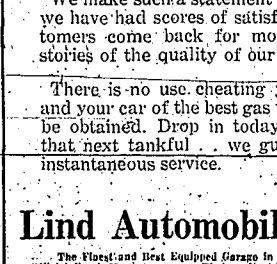 We make such a statement
we have had scores of satisf
tomers come back for mo
stories of the quality of our
There is no use cheating
and your car of the best gas
be obtained. Drop in today
that next tankful . . we gu
instantaneous service.
Lind Automobil
The Finest and Best Equipped Garage in